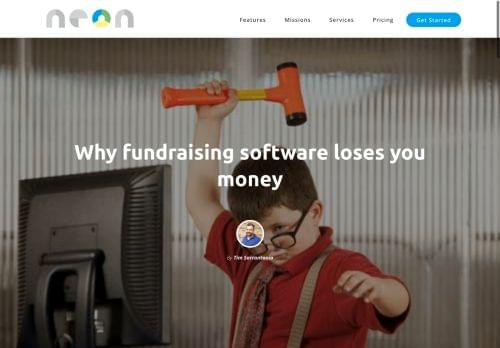 neon
Features Missions Services Pricing Get Started
Why fundraising software loses you
money
By Tim Sarrantonio